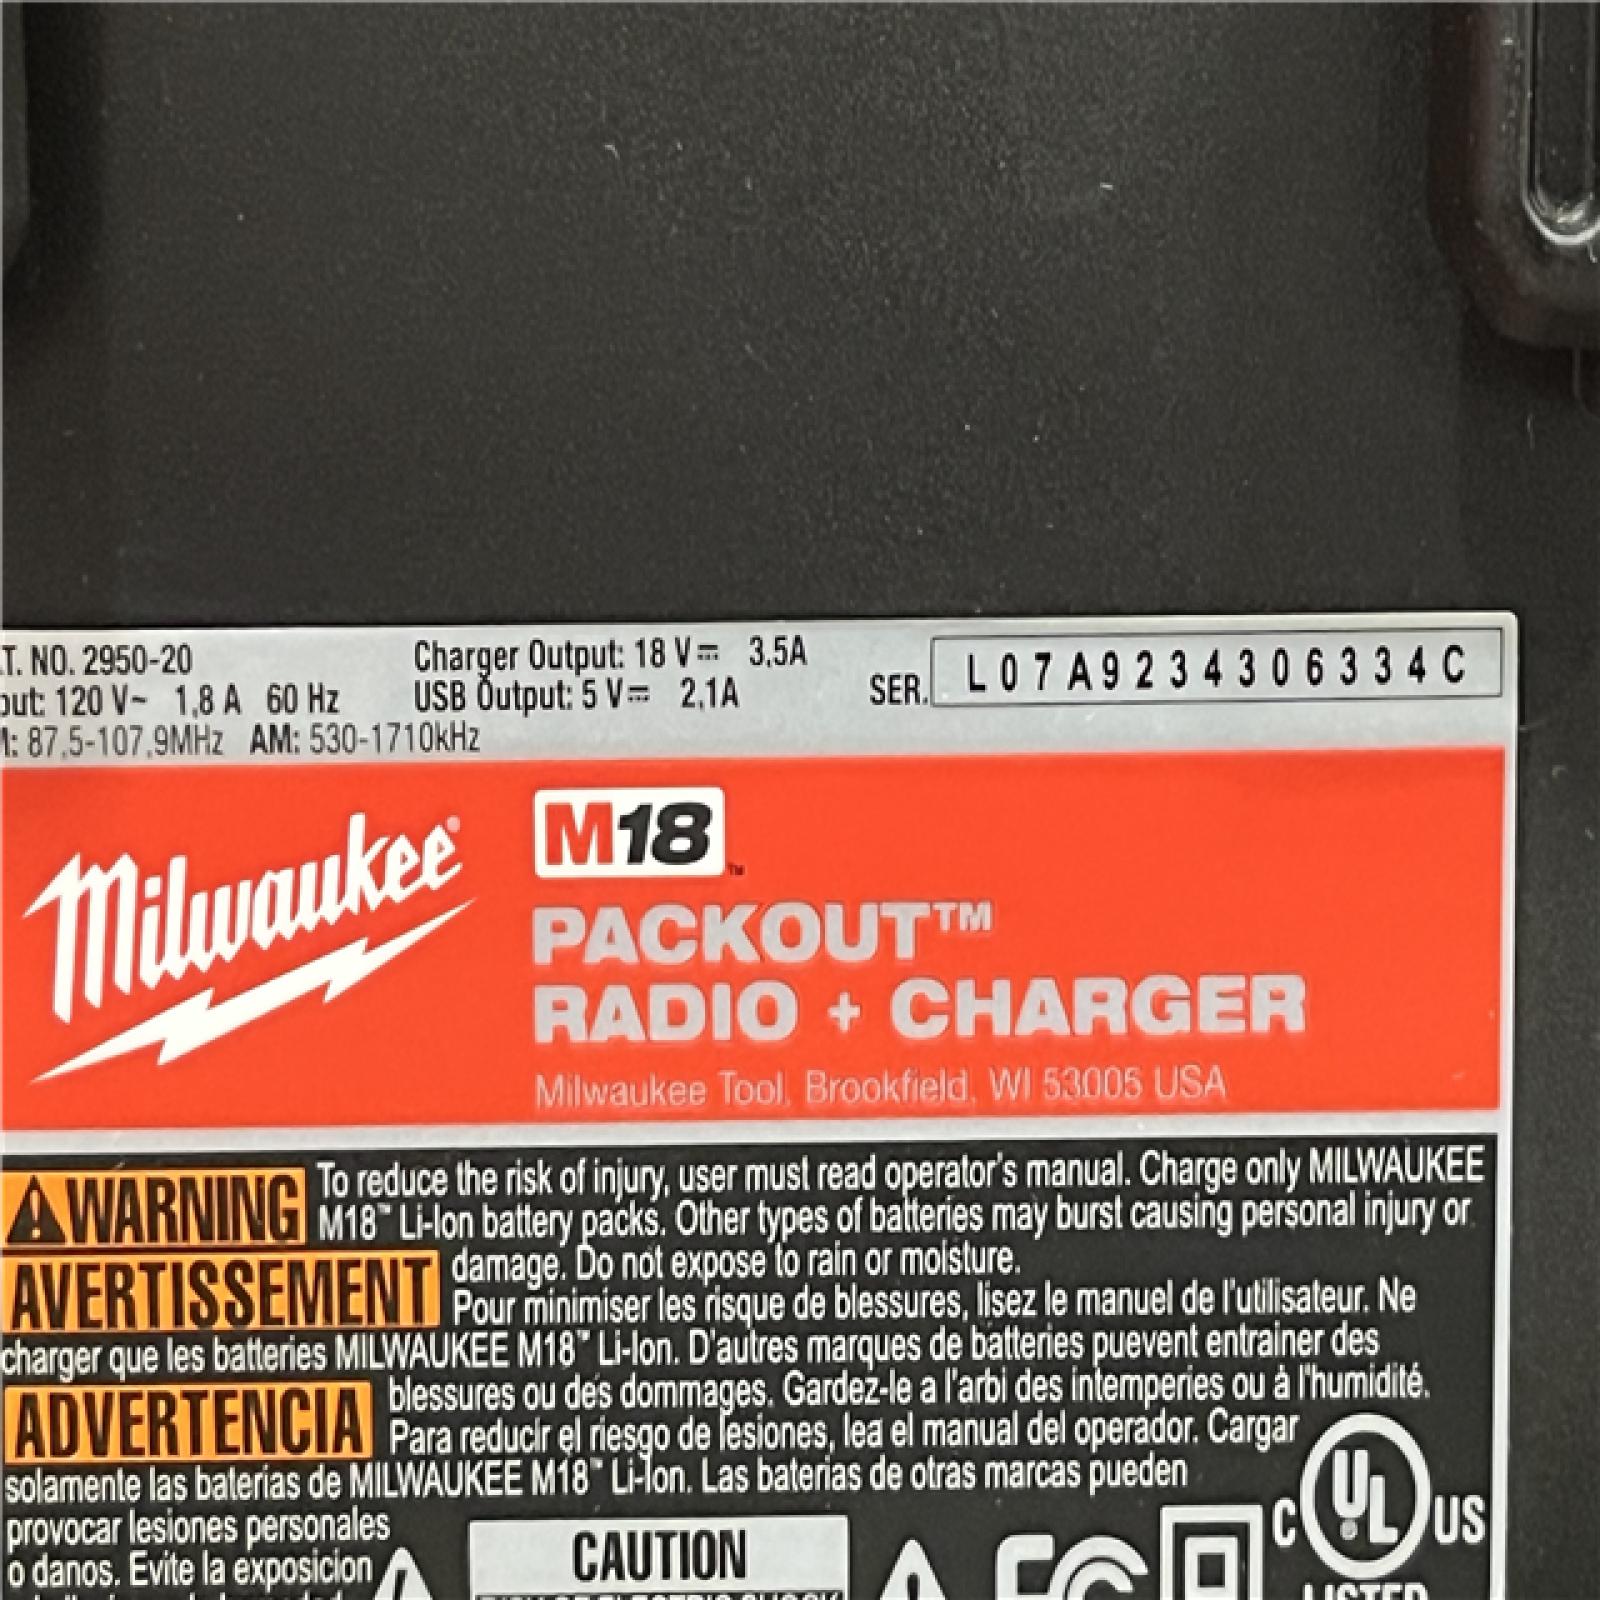 T. NO. 2950-20
Charger Output: 18 V⎓ 3,5A
put: 120 V~ 1,8 A 60 Hz
USB Output: 5 V⎓ 2,1A
SER. L07A9234306334C
M: 87,5-107,9MHz AM: 530-1710kHz
Milwaukee®
M18™
PACKOUT™
RADIO + CHARGER
Milwaukee Tool, Brookfield, WI 53005 USA
WARNING To reduce the risk of injury, user must read operator's manual. Charge only MILWAUKEE
M18™ Li-Ion battery packs. Other types of batteries may burst causing personal injury or
damage. Do not expose to rain or moisture.
AVERTISSEMENT Pour minimiser les risque de blessures, lisez le manuel de l'utilisateur. Ne
charger que les batteries MILWAUKEE M18™ Li-Ion. D'autres marques de batteries puevent entrainer des
blessures ou des dommages. Gardez-le a l'arbi des intemperies ou à l'humidité.
ADVERTENCIA Para reducir el riesgo de lesiones, lea el manual del operador. Cargar
solamente las baterías de MILWAUKEE M18™ Li-Ion. Las baterias de otras marcas pueden
provocar lesiones personales
o danos. Evite la exposicion
CAUTION
FC
C UL® US
LISTED